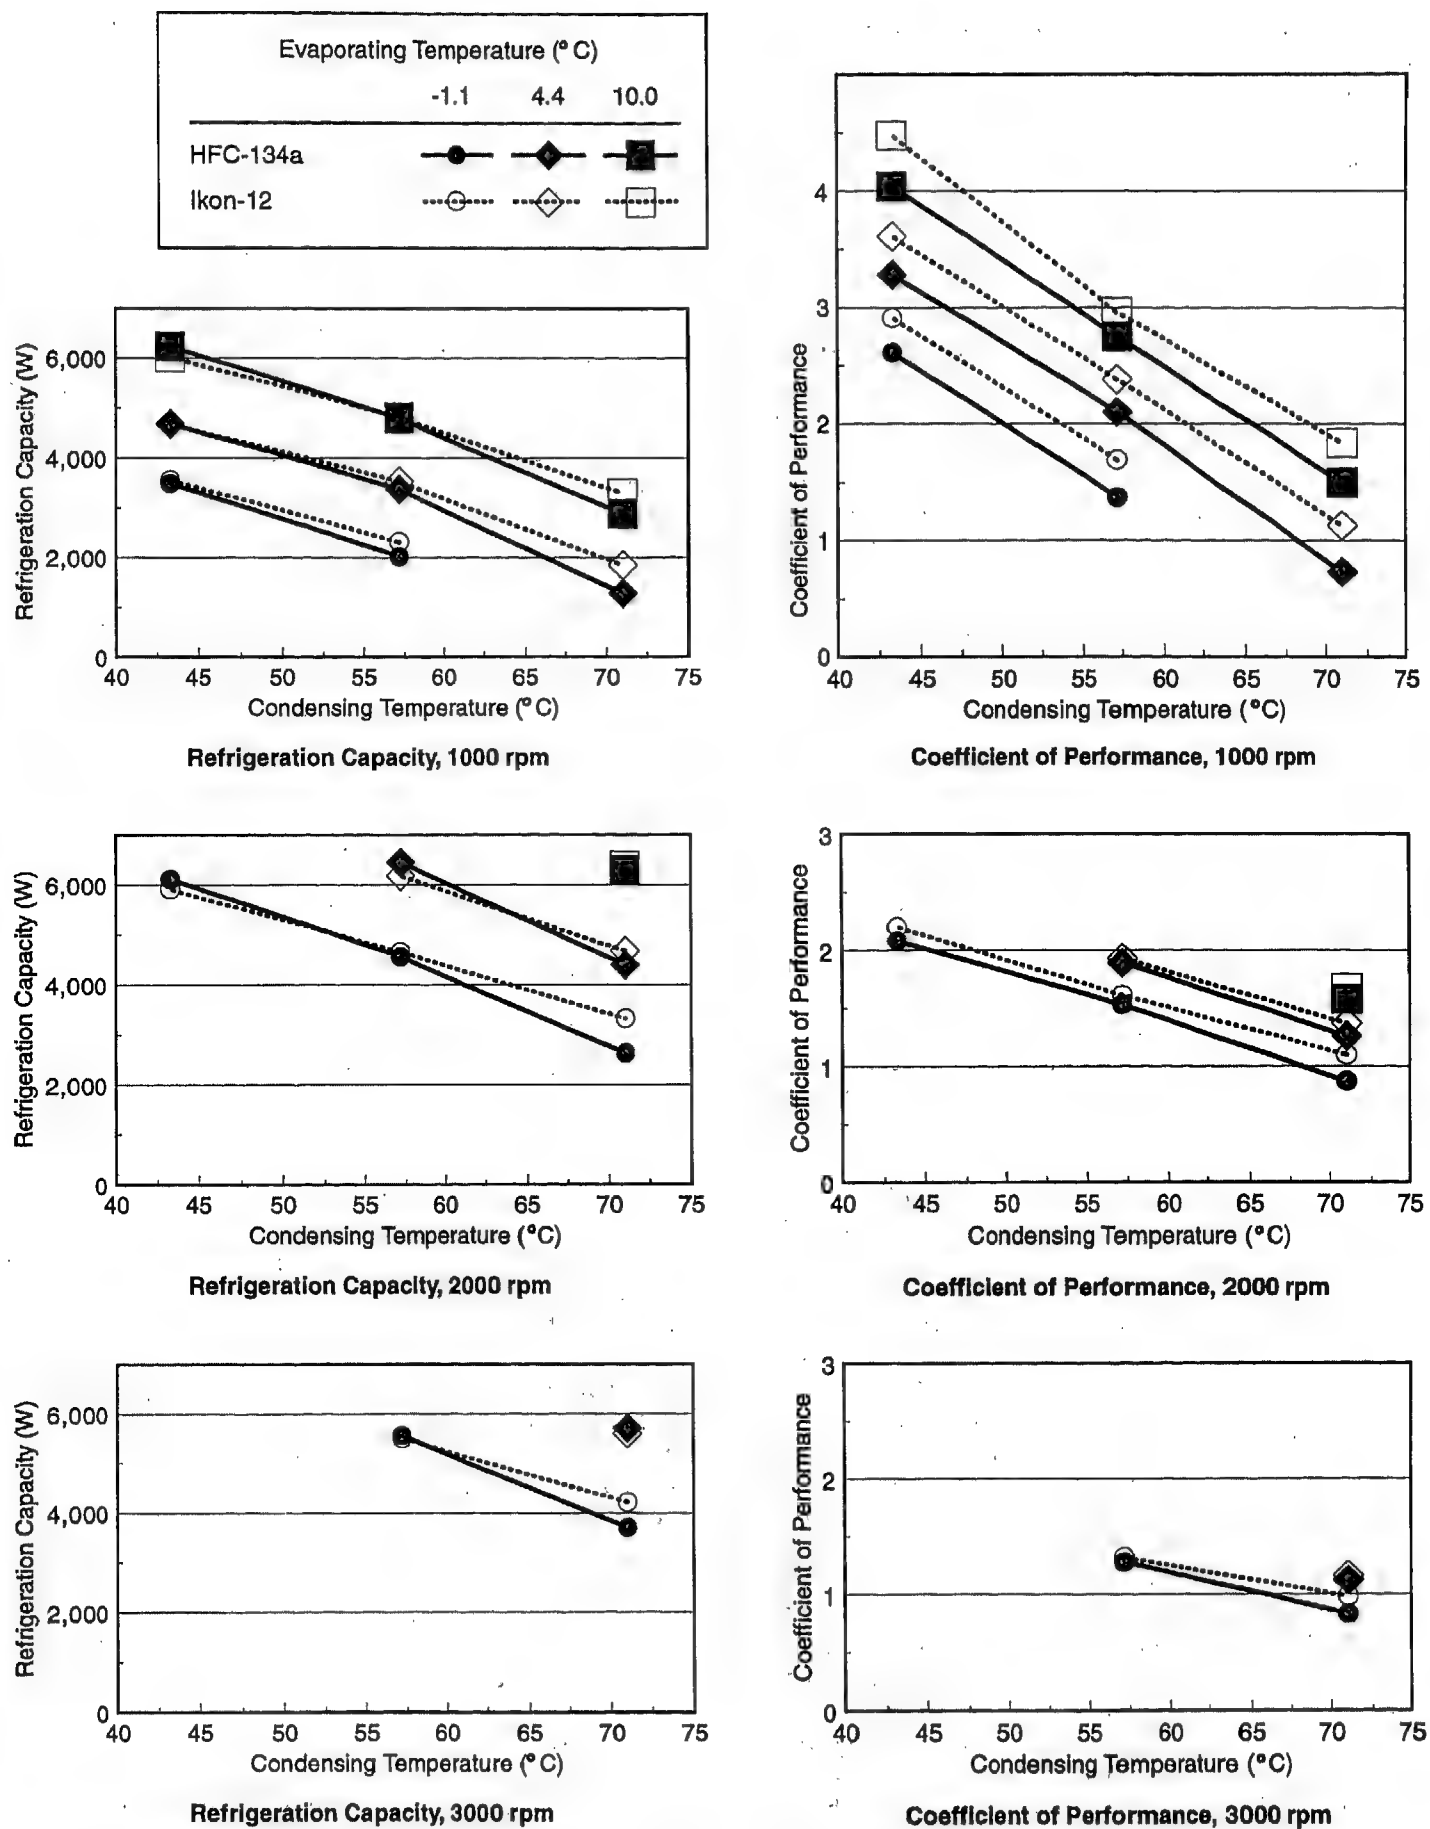 Evaporating Temperature (° C)
-1.1 4.4 10.0
HFC-134a
Ikon-12
Refrigeration Capacity (W)
6,000
4,000
2,000
0
40 45 50 55 60 65 70 75
Condensing Temperature (° C)
Refrigeration Capacity, 1000 rpm
Coefficient of Performance
4
3
2
1
0
40 45 50 55 60 65 70 75
Condensing Temperature (°C)
Coefficient of Performance, 1000 rpm
Refrigeration Capacity (W)
6,000
4,000
2,000
0
40 45 50 55 60 65 70 75
Condensing Temperature (°C)
Refrigeration Capacity, 2000 rpm
Coefficient of Performance
3
2
1
0
40 45 50 55 60 65 70 75
Condensing Temperature (°C)
Coefficient of Performance, 2000 rpm
Refrigeration Capacity (W)
6,000
4,000
2,000
0
40 45 50 55 60 65 70 75
Condensing Temperature (° C)
Refrigeration Capacity, 3000 rpm
Coefficient of Performance
3
2
1
0
40 45 50 55 60 65 70 75
Condensing Temperature (°C)
Coefficient of Performance, 3000 rpm